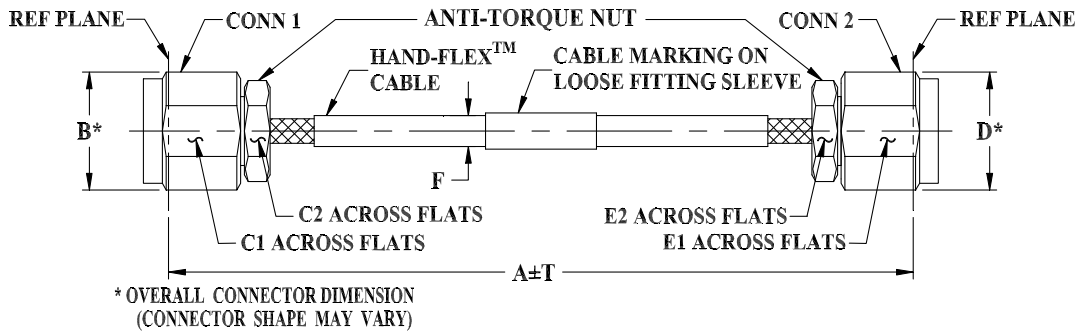 REF PLANE
CONN 1
ANTI-TORQUE NUT
CONN 2
REF PLANE
HAND-FLEX™
CABLE
CABLE MARKING ON
LOOSE FITTING SLEEVE
B*
D*
F
C2 ACROSS FLATS
E2 ACROSS FLATS
C1 ACROSS FLATS
E1 ACROSS FLATS
A±T
* OVERALL CONNECTOR DIMENSION
(CONNECTOR SHAPE MAY VARY)